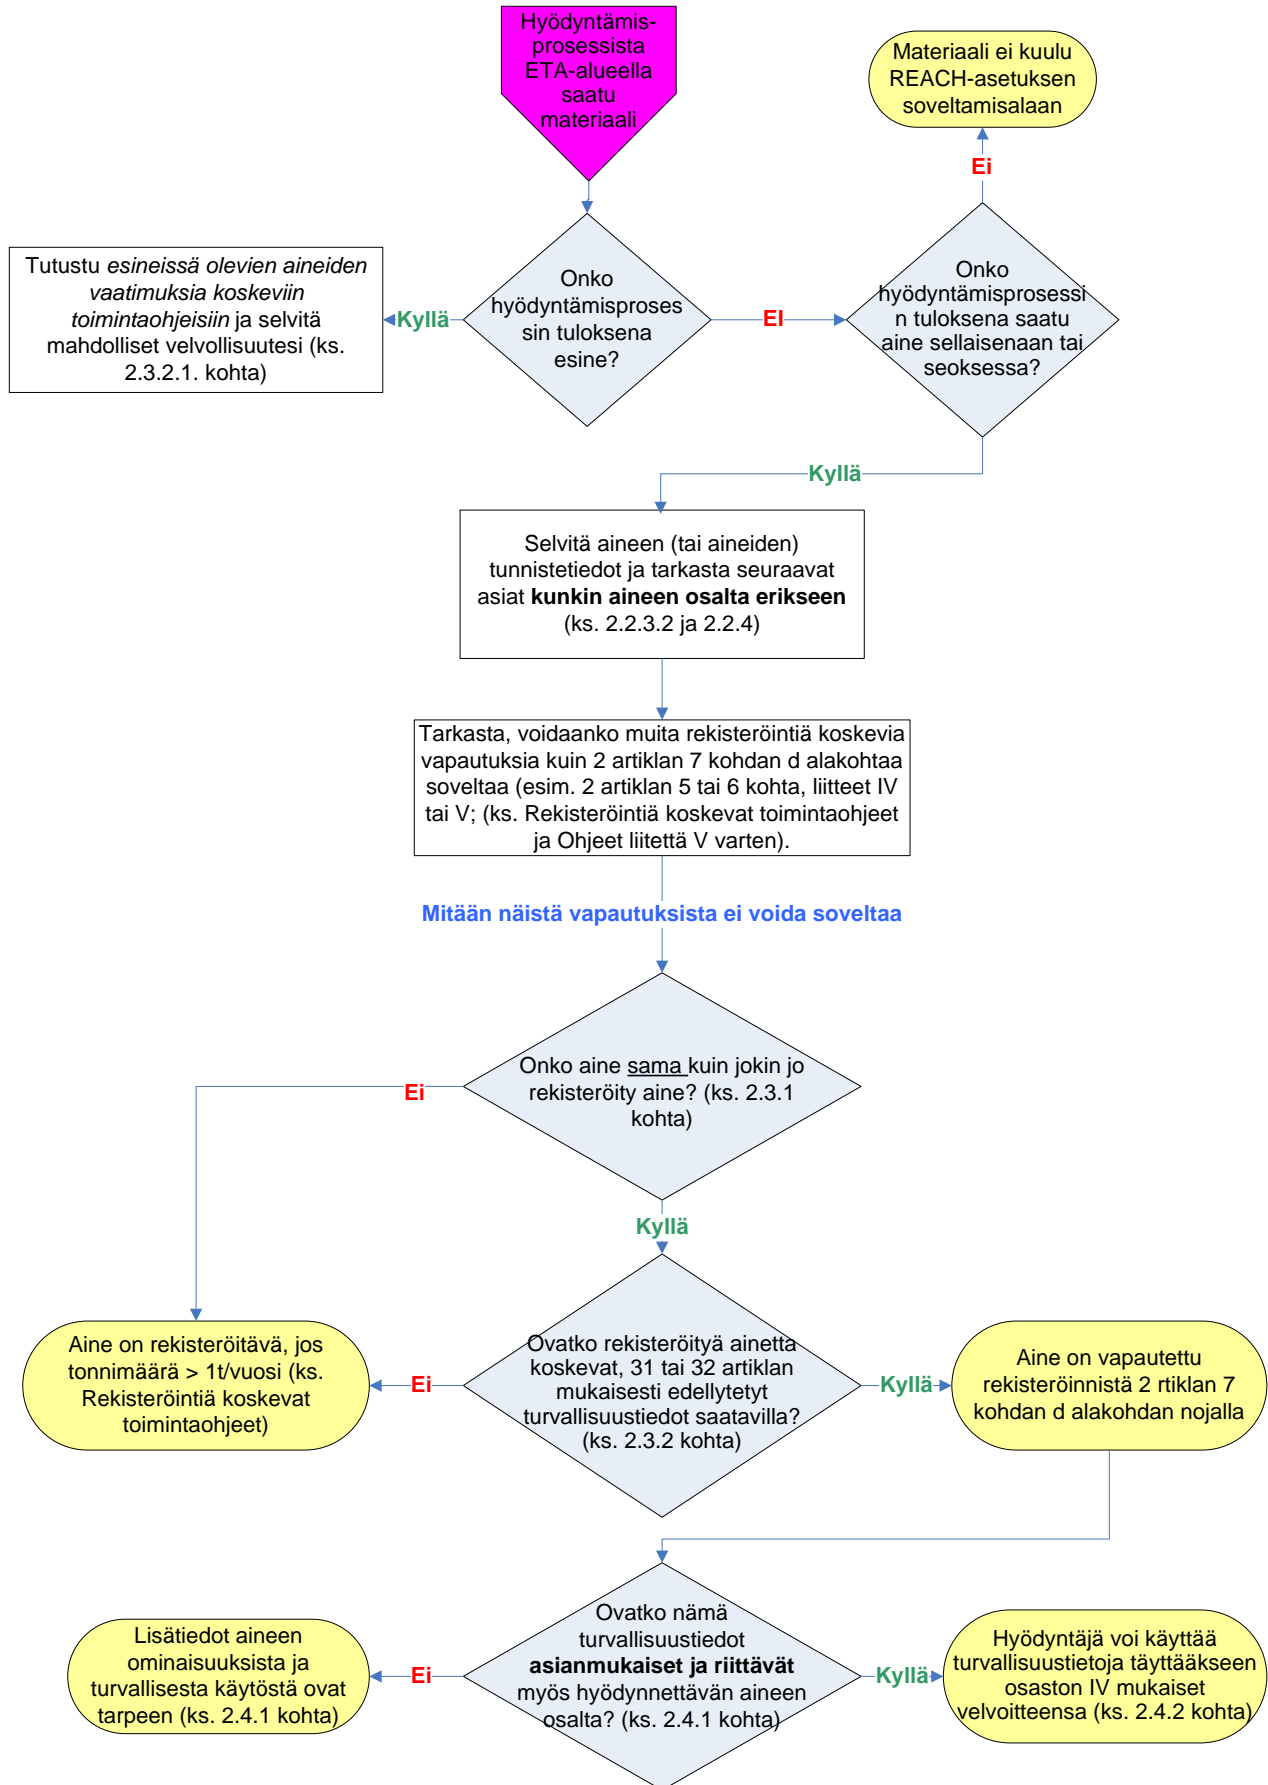 Hyödyntämis-
prosessista
ETA-alueella
saatu
materiaali
Materiaali ei kuulu
REACH-asetuksen
soveltamisalaan
Ei
Tutustu esineissä olevien aineiden
vaatimuksia koskeviin
toimintaohjeisiin ja selvitä
mahdolliset velvollisuutesi (ks.
2.3.2.1. kohta)
Kyllä
Onko
hyödyntämisproses
sin tuloksena
esine?
EI
Onko
hyödyntämisprosessi
n tuloksena saatu
aine sellaisenaan tai
seoksessa?
Kyllä
Selvitä aineen (tai aineiden)
tunnistetiedot ja tarkasta seuraavat
asiat kunkin aineen osalta erikseen
(ks. 2.2.3.2 ja 2.2.4)
Tarkasta, voidaanko muita rekisteröintiä koskevia
vapautuksia kuin 2 artiklan 7 kohdan d alakohtaa
soveltaa (esim. 2 artiklan 5 tai 6 kohta, liitteet IV
tai V; (ks. Rekisteröintiä koskevat toimintaohjeet
ja Ohjeet liitettä V varten).
Mitään näistä vapautuksista ei voida soveltaa
Onko aine sama kuin jokin jo
rekisteröity aine? (ks. 2.3.1
kohta)
Ei
Kyllä
Aine on rekisteröitävä, jos
tonnimäärä > 1t/vuosi (ks.
Rekisteröintiä koskevat
toimintaohjeet)
Ei
Ovatko rekisteröityä ainetta
koskevat, 31 tai 32 artiklan
mukaisesti edellytetyt
turvallisuustiedot saatavilla?
(ks. 2.3.2 kohta)
Kyllä
Aine on vapautettu
rekisteröinnistä 2 rtiklan 7
kohdan d alakohdan nojalla
Lisätiedot aineen
ominaisuuksista ja
turvallisesta käytöstä ovat
tarpeen (ks. 2.4.1 kohta)
Ei
Ovatko nämä
turvallisuustiedot
asianmukaiset ja riittävät
myös hyödynnettävän aineen
osalta? (ks. 2.4.1 kohta)
Kyllä
Hyödyntäjä voi käyttää
turvallisuustietoja täyttääkseen
osaston IV mukaiset
velvoitteensa (ks. 2.4.2 kohta)